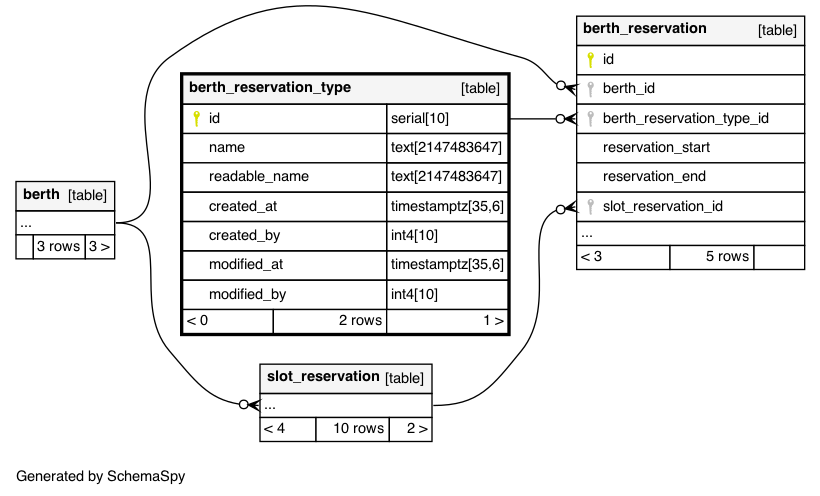 berth_reservation [table]
id
berth_id
berth_reservation_type_id
reservation_start
reservation_end
slot_reservation_id
...
< 3 5 rows
berth_reservation_type [table]
id serial[10]
name text[2147483647]
readable_name text[2147483647]
created_at timestamptz[35,6]
created_by int4[10]
modified_at timestamptz[35,6]
modified_by int4[10]
< 0 2 rows 1 >
berth [table]
...
3 rows 3 >
slot_reservation [table]
...
< 4 10 rows 2 >
Generated by SchemaSpy